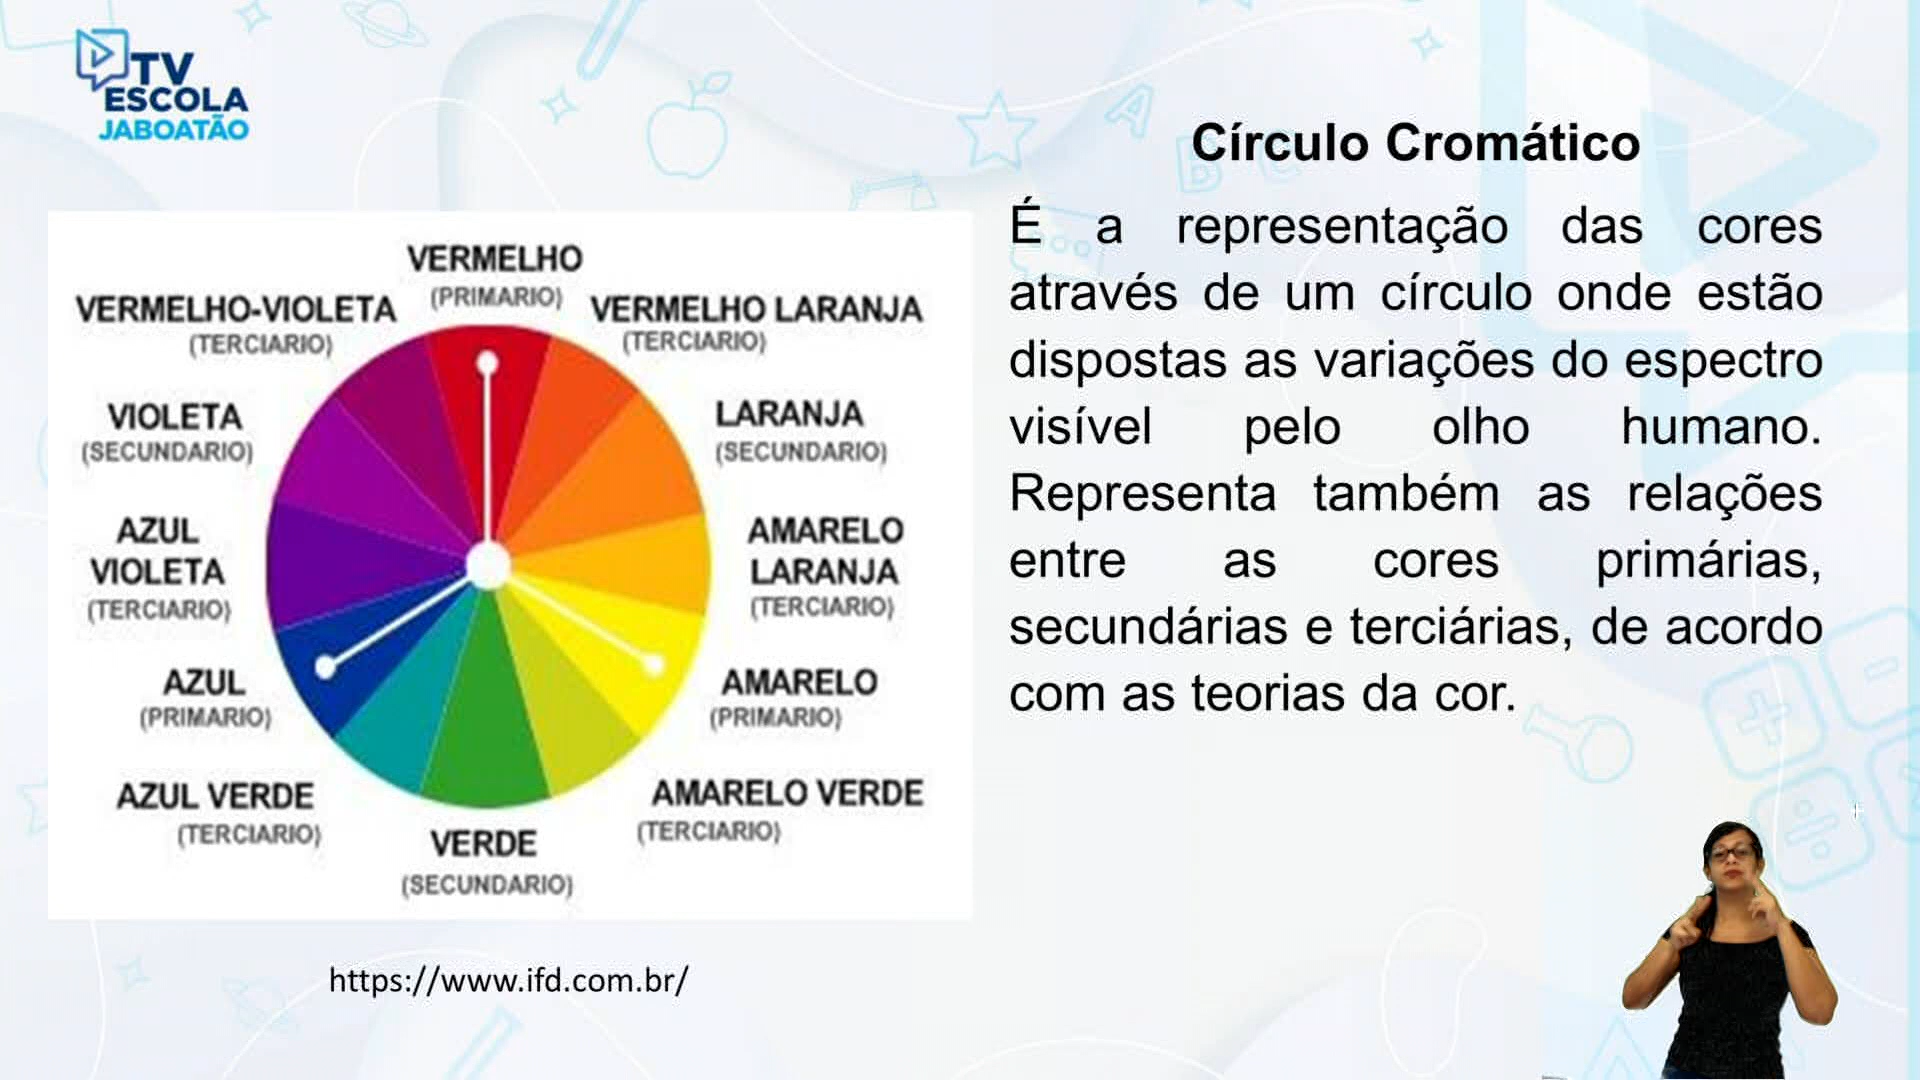 TV
ESCOLA
JABOATÃO
Círculo Cromático
É a representação das cores
através de um círculo onde estão
dispostas as variações do espectro
visível pelo olho humano.
Representa também as relações
entre as cores primárias,
secundárias e terciárias, de acordo
com as teorias da cor.
VERMELHO
(PRIMARIO)
VERMELHO-VIOLETA
(TERCIARIO)
VERMELHO LARANJA
(TERCIARIO)
VIOLETA
(SECUNDARIO)
LARANJA
(SECUNDARIO)
AZUL
VIOLETA
(TERCIARIO)
AMARELO
LARANJA
(TERCIARIO)
AZUL
(PRIMARIO)
AMARELO
(PRIMARIO)
AZUL VERDE
(TERCIARIO)
AMARELO VERDE
(TERCIARIO)
VERDE
(SECUNDARIO)
https://www.ifd.com.br/